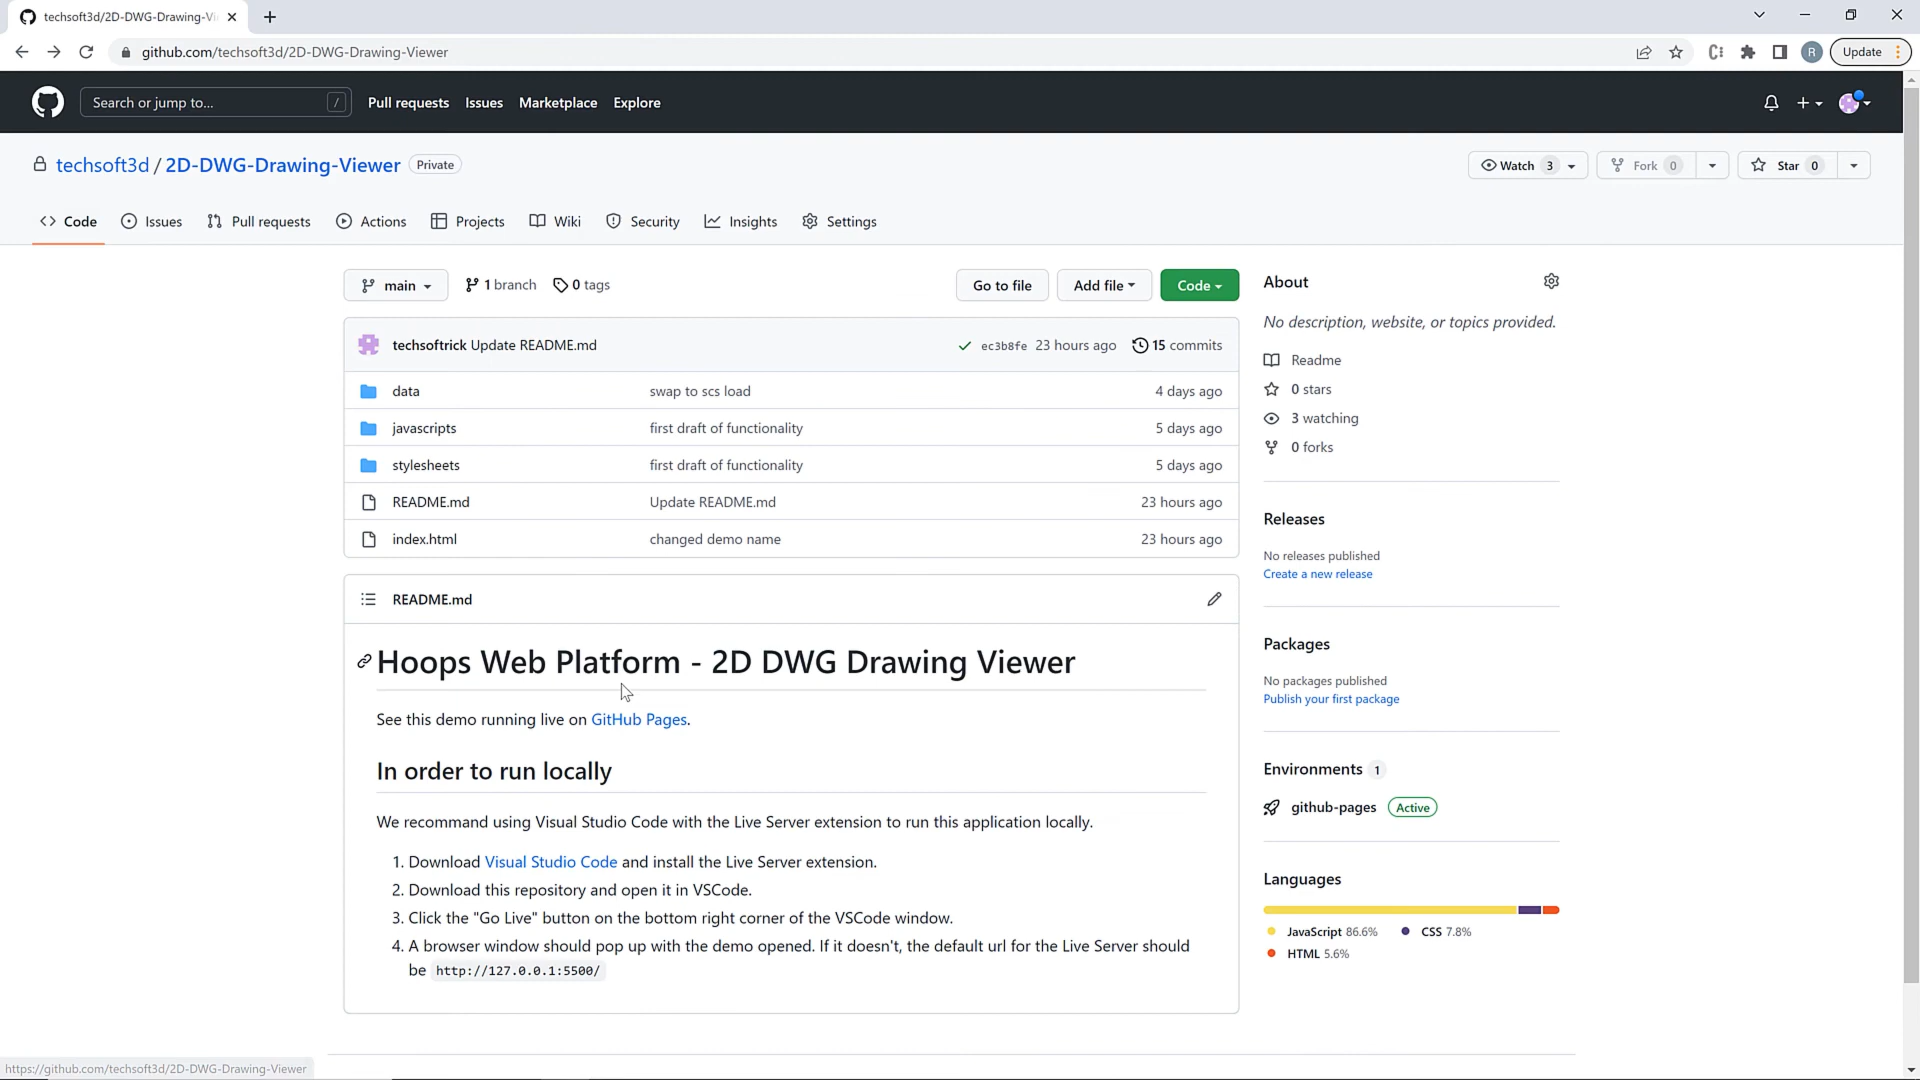 techsoft3d/2D-DWG-Drawing-Vi
github.com/techsoft3d/2D-DWG-Drawing-Viewer
R
Update
Search or jump to...
/
Pull requests
Issues
Marketplace
Explore
techsoft3d / 2D-DWG-Drawing-Viewer
Private
Watch 3
Fork 0
Star 0
Code
Issues
Pull requests
Actions
Projects
Wiki
Security
Insights
Settings
main
1 branch
0 tags
Go to file
Add file
Code
techsoftrick Update README.md
ec3b8fe 23 hours ago
15 commits
data
swap to scs load
4 days ago
javascripts
first draft of functionality
5 days ago
stylesheets
first draft of functionality
5 days ago
README.md
Update README.md
23 hours ago
index.html
changed demo name
23 hours ago
README.md
Hoops Web Platform - 2D DWG Drawing Viewer
See this demo running live on GitHub Pages.
In order to run locally
We recommand using Visual Studio Code with the Live Server extension to run this application locally.
1. Download Visual Studio Code and install the Live Server extension.
2. Download this repository and open it in VSCode.
3. Click the "Go Live" button on the bottom right corner of the VSCode window.
4. A browser window should pop up with the demo opened. If it doesn't, the default url for the Live Server should
be http://127.0.0.1:5500/
About
No description, website, or topics provided.
Readme
0 stars
3 watching
0 forks
Releases
No releases published
Create a new release
Packages
No packages published
Publish your first package
Environments 1
github-pages
Active
Languages
JavaScript 86.6%
CSS 7.8%
HTML 5.6%
https://github.com/techsoft3d/2D-DWG-Drawing-Viewer